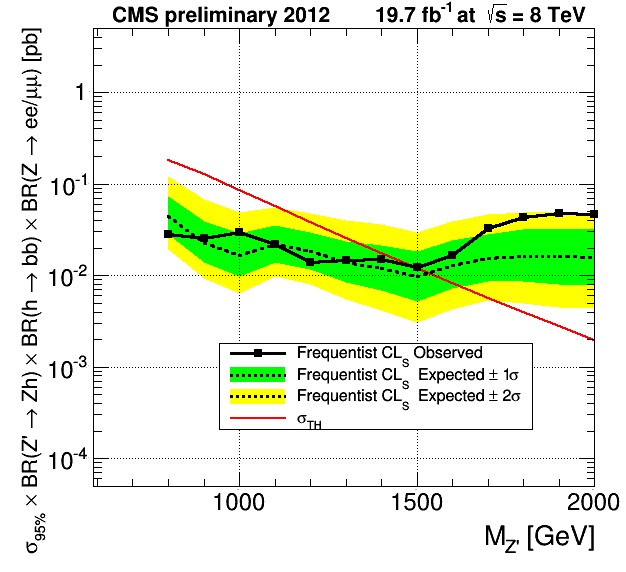 CMS preliminary 2012 19.7 fb⁻¹ at √s = 8 TeV
σ95% × BR(Z' → Zh) × BR(h → bb) × BR(Z → ee/μμ) [pb]
1
10⁻¹
10⁻²
10⁻³
10⁻⁴
Frequentist CLS Observed
Frequentist CLS Expected ± 1σ
Frequentist CLS Expected ± 2σ
σTH
1000 1500 2000
MZ' [GeV]